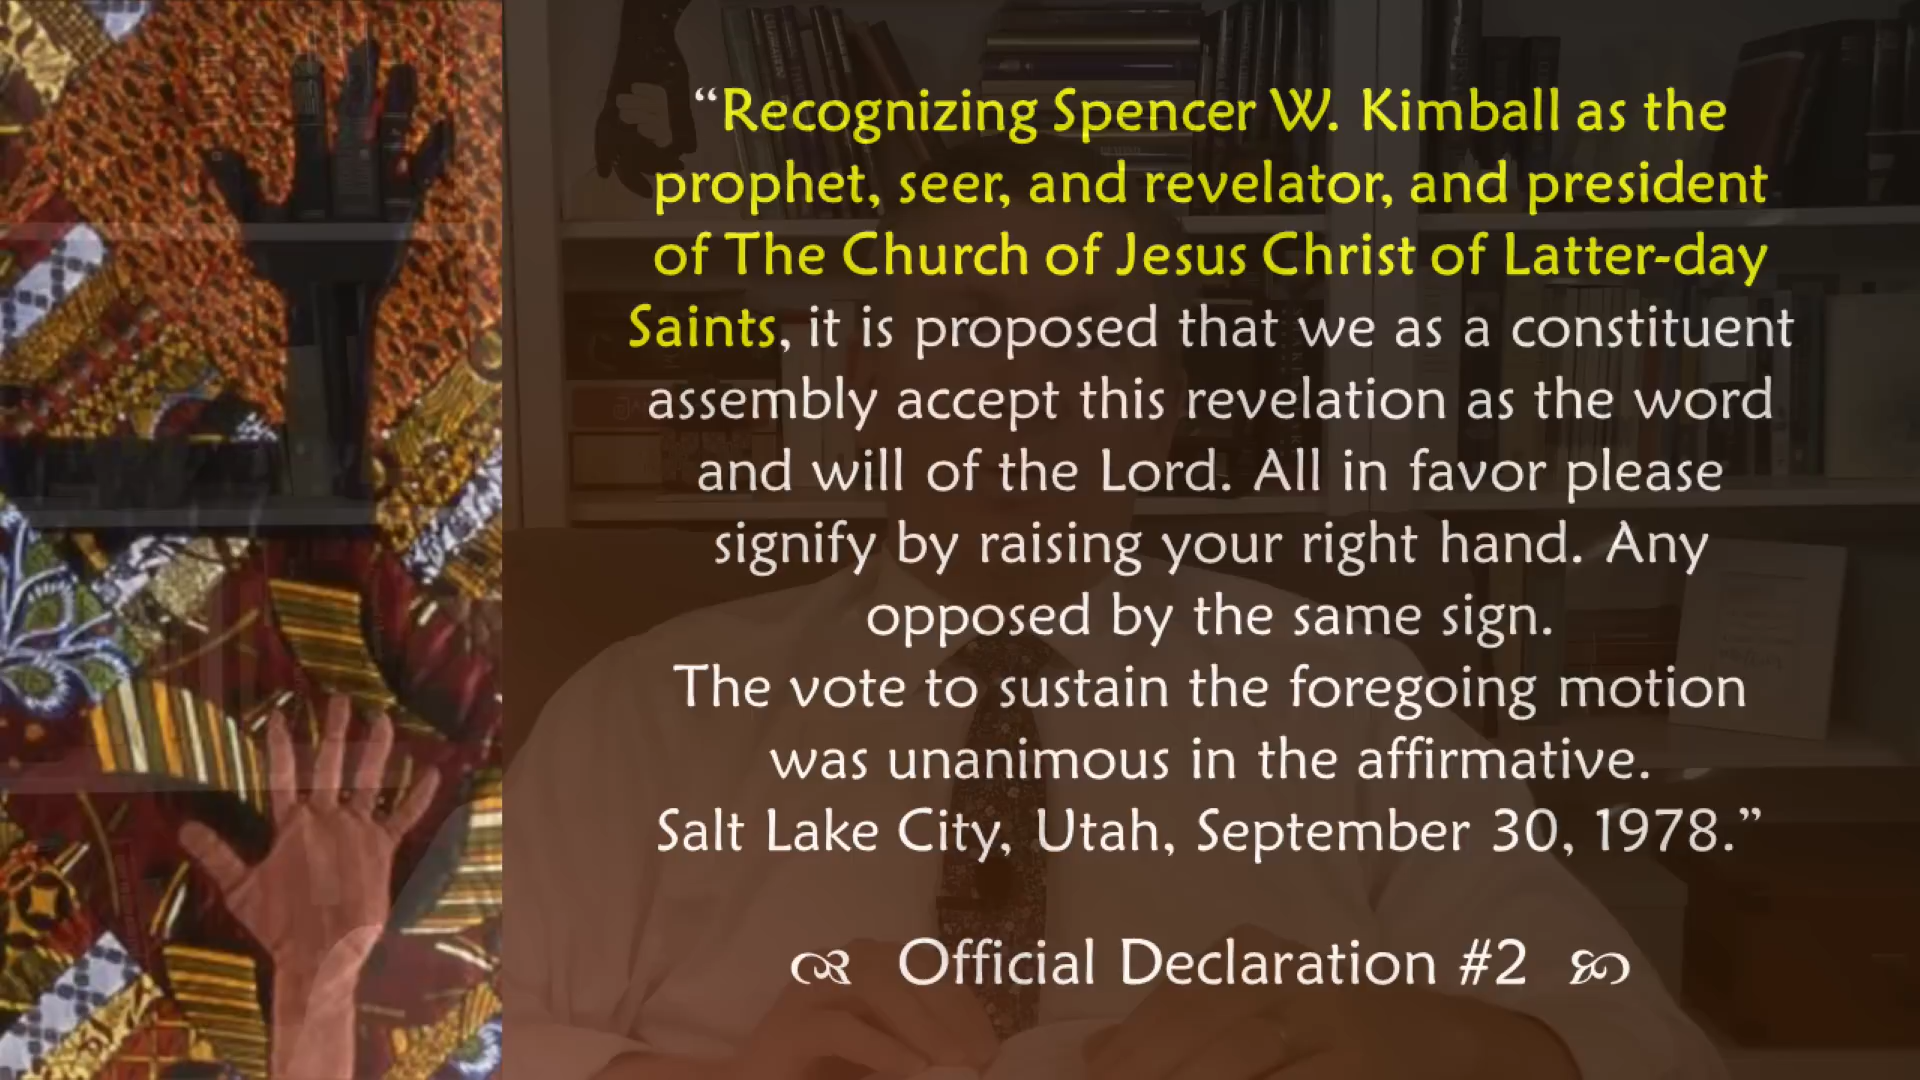 “Recognizing Spencer W. Kimball as the
prophet, seer, and revelator, and president
of The Church of Jesus Christ of Latter-day
Saints, it is proposed that we as a constituent
assembly accept this revelation as the word
and will of the Lord. All in favor please
signify by raising your right hand. Any
opposed by the same sign.
The vote to sustain the foregoing motion
was unanimous in the affirmative.
Salt Lake City, Utah, September 30, 1978.”
Official Declaration #2